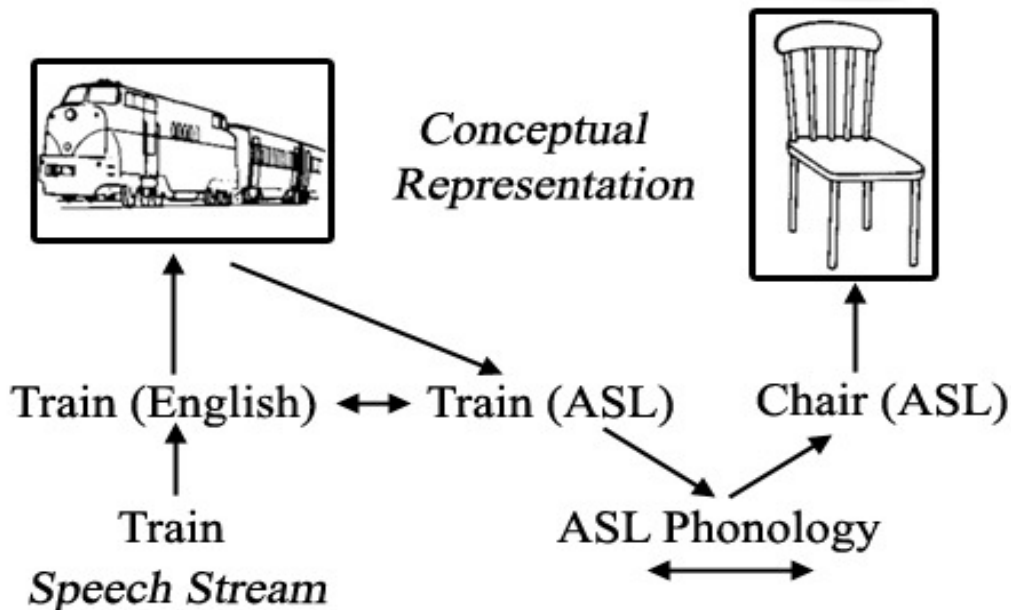 Conceptual
Representation
Train (English)
Train (ASL)
Chair (ASL)
Train
Speech Stream
ASL Phonology